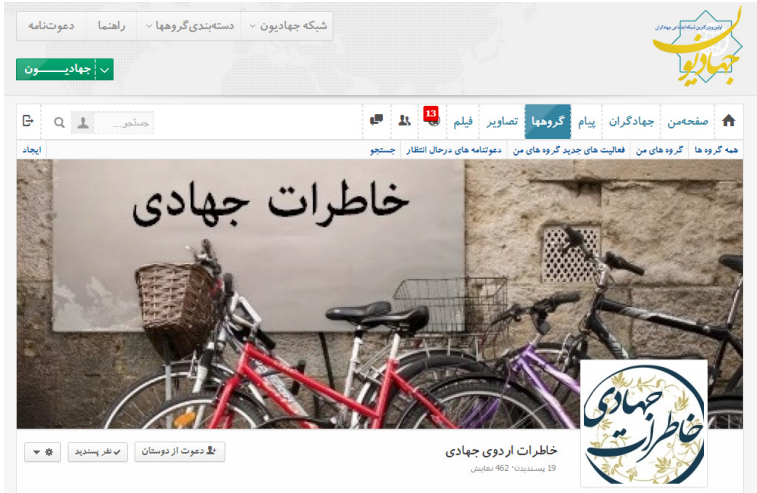 شبکه جهادیون
دسته‌بندی‌گروهها
راهنما
دعوت‌نامه
جهادیون
جهادیـــــون
صفحه‌من
جهادگران
پیام
گروهها
تصاویر
فیلم
13
جستجو...
همه گروه ها
گروه های من
فعالیت های جدید گروه های من
دعوتنامه های درحال انتظار
جستجو
ایجاد
خاطرات جهادی
خاطرات جهادی
خاطرات اردوی جهادی
19 پسندیدن· 462 نمایش
دعوت از دوستان
نفر پسندید